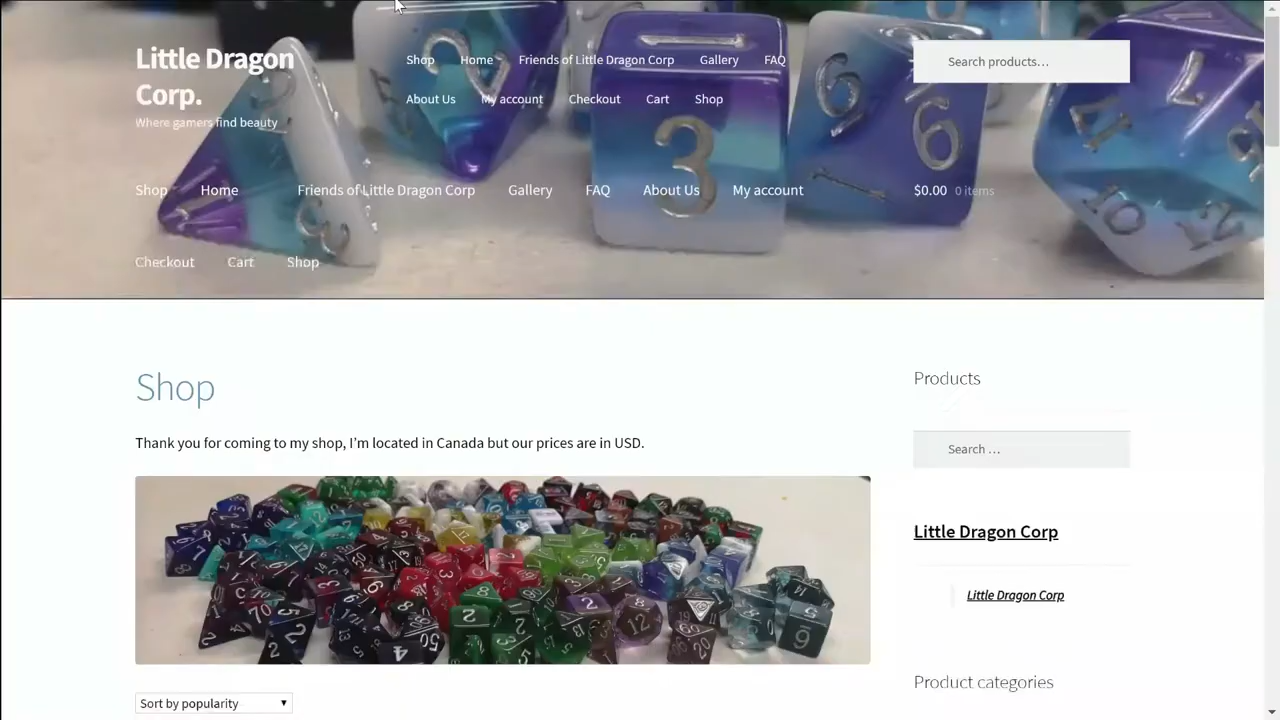 Little Dragon
Corp.
Where gamers find beauty
Shop Home Friends of Little Dragon Corp Gallery FAQ
About Us My account Checkout Cart Shop
Search products…
Shop Home Friends of Little Dragon Corp Gallery FAQ About Us My account
$0.00 0 items
Checkout Cart Shop
Shop
Thank you for coming to my shop, I'm located in Canada but our prices are in USD.
Sort by popularity
Products
Search …
Little Dragon Corp
Little Dragon Corp
Product categories